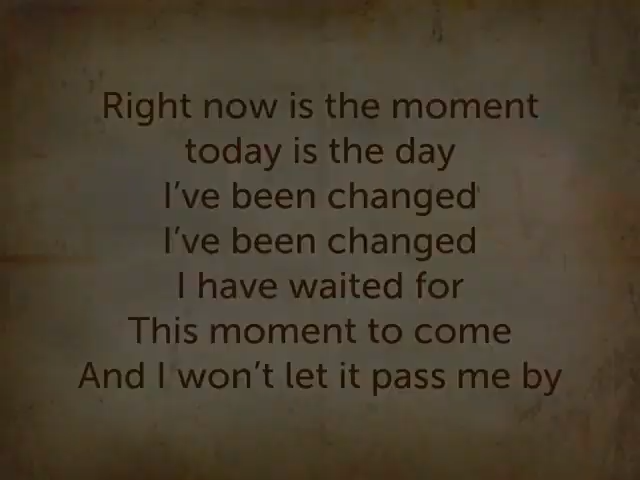 Right now is the moment
today is the day
I’ve been changed
I’ve been changed
I have waited for
This moment to come
And I won’t let it pass me by